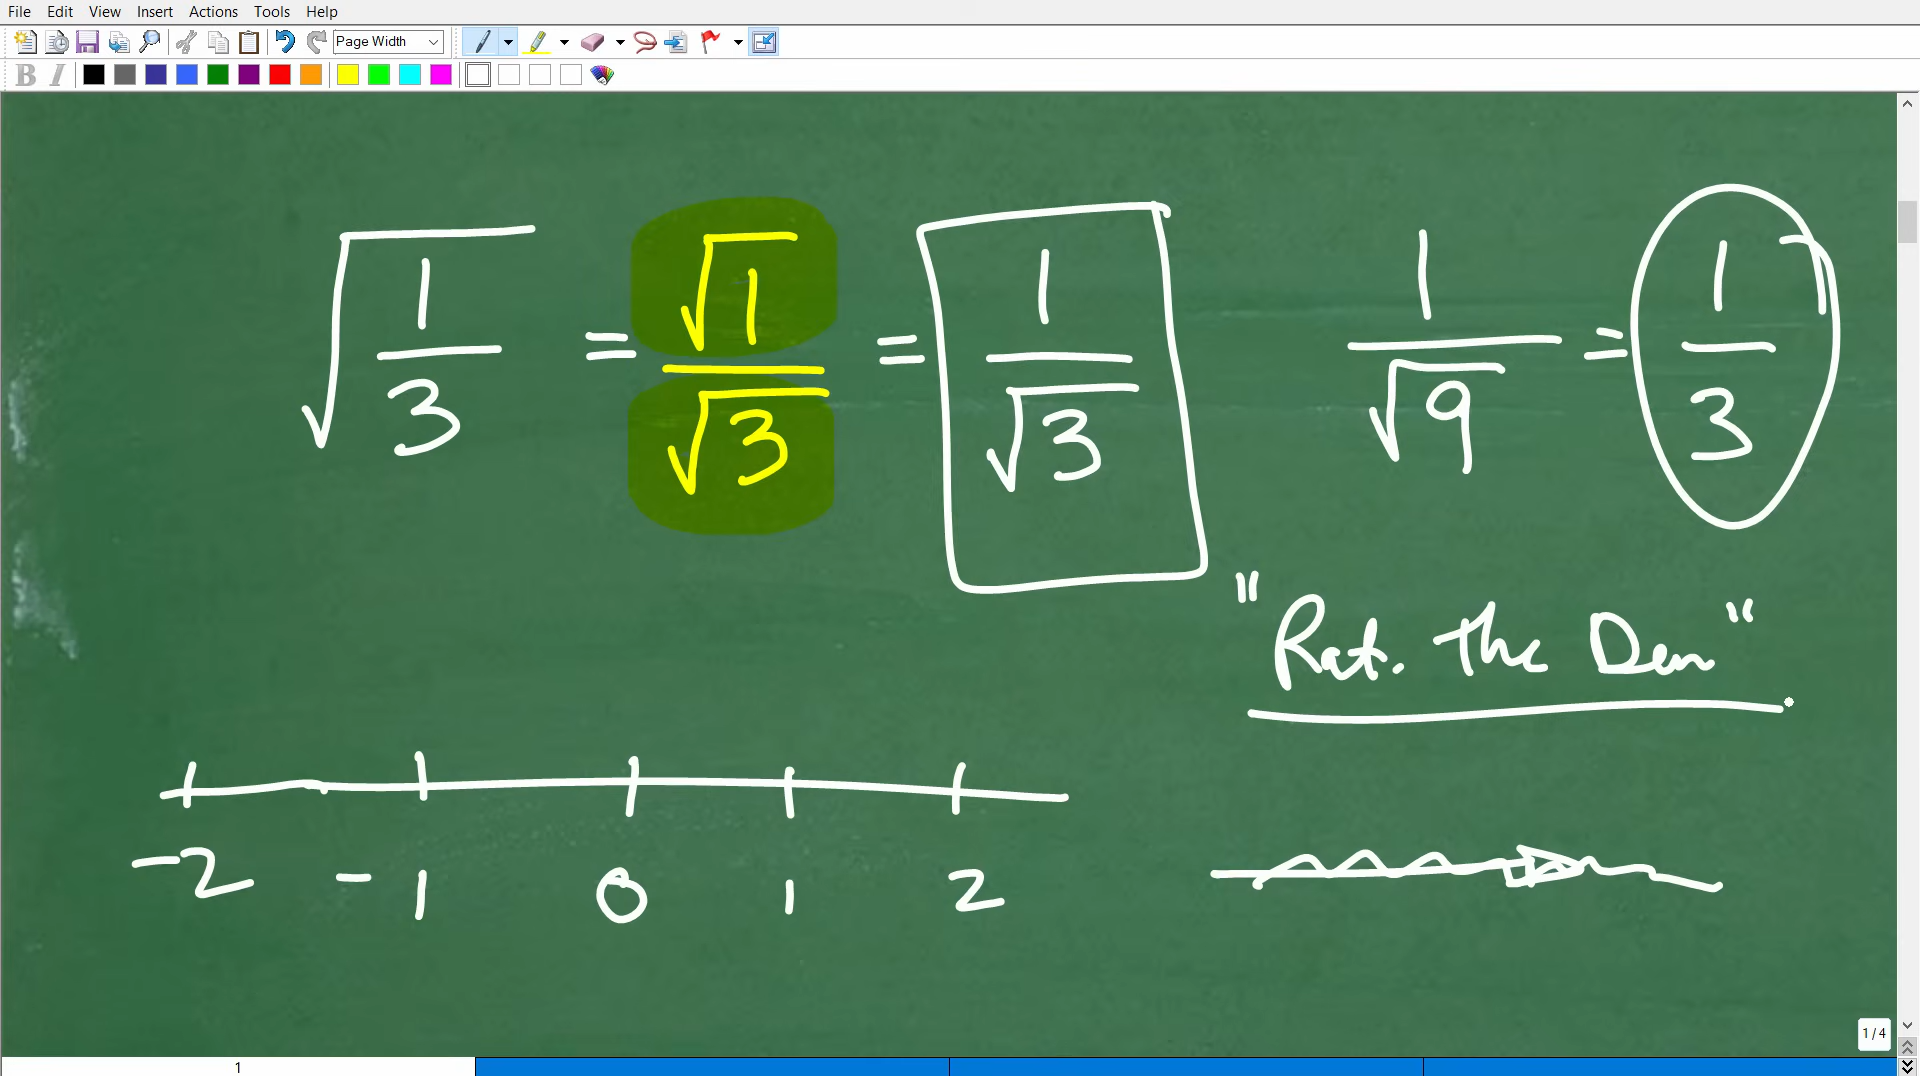 File Edit View Insert Actions Tools Help
Page Width
B I
√(1/3) = √1/√3 = 1/√3
1/√9 = 1/3
"Rat. the Den"
-2 -1 0 1 2
1 / 4
1